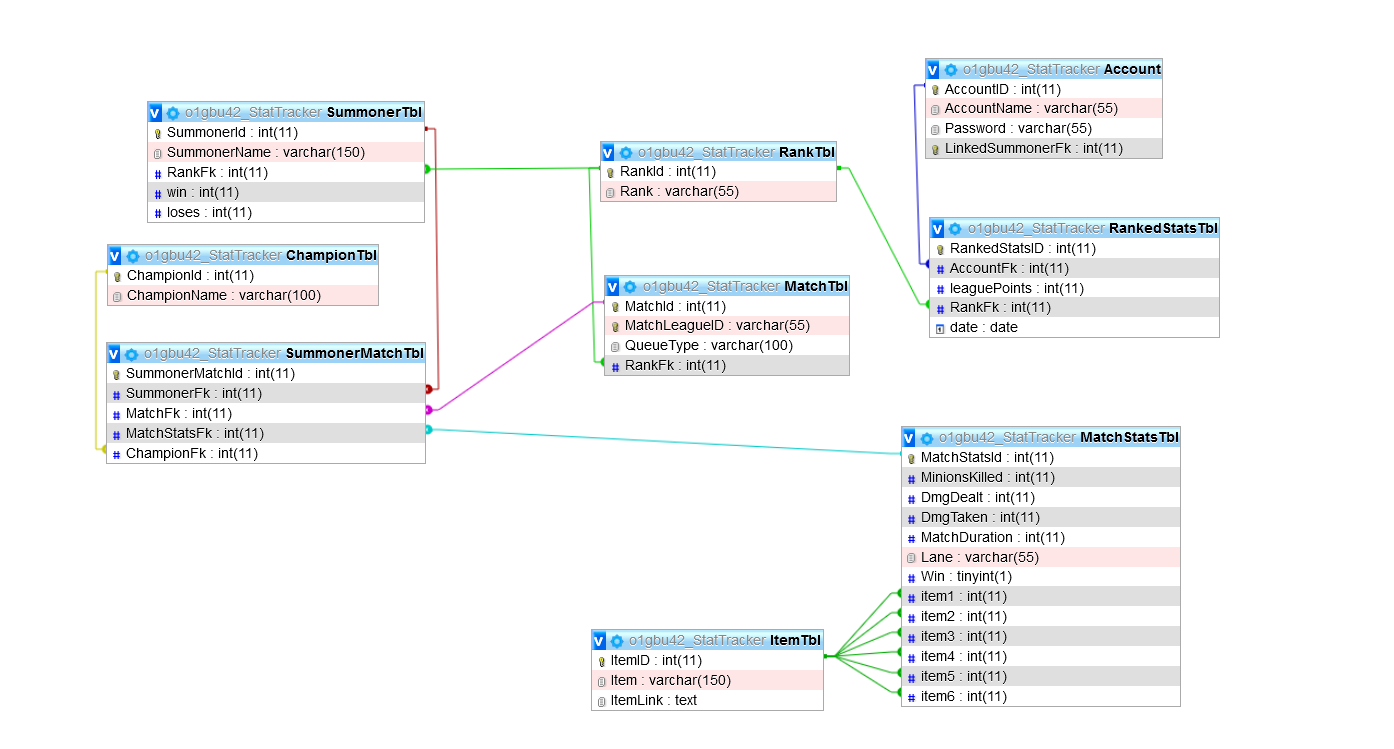 V o1gbu42_StatTracker SummonerTbl
SummonerId : int(11)
SummonerName : varchar(150)
# RankFk : int(11)
# win : int(11)
# loses : int(11)
V o1gbu42_StatTracker ChampionTbl
ChampionId : int(11)
ChampionName : varchar(100)
V o1gbu42_StatTracker SummonerMatchTbl
SummonerMatchId : int(11)
# SummonerFk : int(11)
# MatchFk : int(11)
# MatchStatsFk : int(11)
# ChampionFk : int(11)
V o1gbu42_StatTracker RankTbl
RankId : int(11)
Rank : varchar(55)
V o1gbu42_StatTracker MatchTbl
MatchId : int(11)
MatchLeagueID : varchar(55)
QueueType : varchar(100)
# RankFk : int(11)
V o1gbu42_StatTracker Account
AccountID : int(11)
AccountName : varchar(55)
Password : varchar(55)
LinkedSummonerFk : int(11)
V o1gbu42_StatTracker RankedStatsTbl
RankedStatsID : int(11)
# AccountFk : int(11)
# leaguePoints : int(11)
# RankFk : int(11)
date : date
V o1gbu42_StatTracker MatchStatsTbl
MatchStatsId : int(11)
# MinionsKilled : int(11)
# DmgDealt : int(11)
# DmgTaken : int(11)
# MatchDuration : int(11)
Lane : varchar(55)
# Win : tinyint(1)
# item1 : int(11)
# item2 : int(11)
# item3 : int(11)
# item4 : int(11)
# item5 : int(11)
# item6 : int(11)
V o1gbu42_StatTracker ItemTbl
ItemID : int(11)
Item : varchar(150)
ItemLink : text